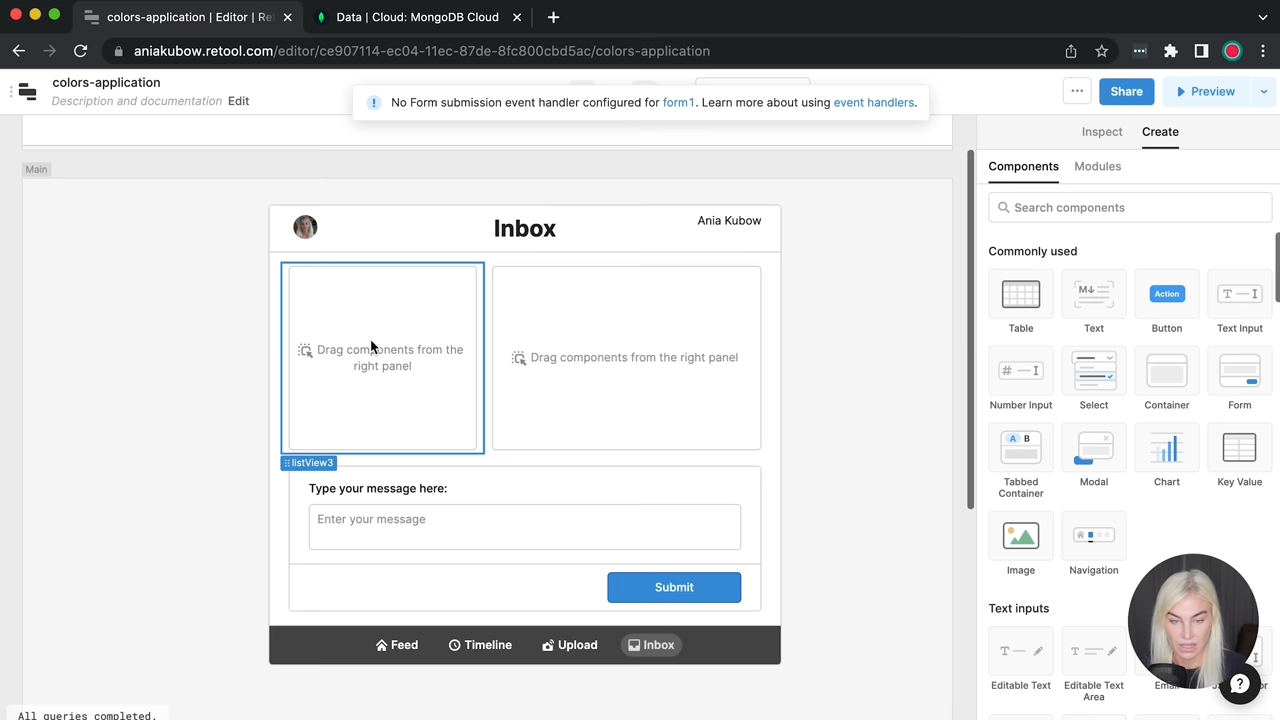 colors-application | Editor | Re
Data | Cloud: MongoDB Cloud
aniakubow.retool.com/editor/ce907114-ec04-11ec-87de-8fc800cbd5ac/colors-application
colors-application
Description and documentation Edit
No Form submission event handler configured for form1. Learn more about using event handlers.
Share
Preview
Inspect
Create
Components
Modules
Search components
Main
Inbox
Ania Kubow
Drag components from the
right panel
Drag components from the right panel
listView3
Type your message here:
Enter your message
Submit
Feed
Timeline
Upload
Inbox
Commonly used
Action
Table
Text
Button
Text Input
Number Input
Select
Container
Form
A B
Tabbed
Container
Modal
Chart
Key Value
Image
Navigation
Text inputs
Editable Text
Editable Text
Area
All queries completed.